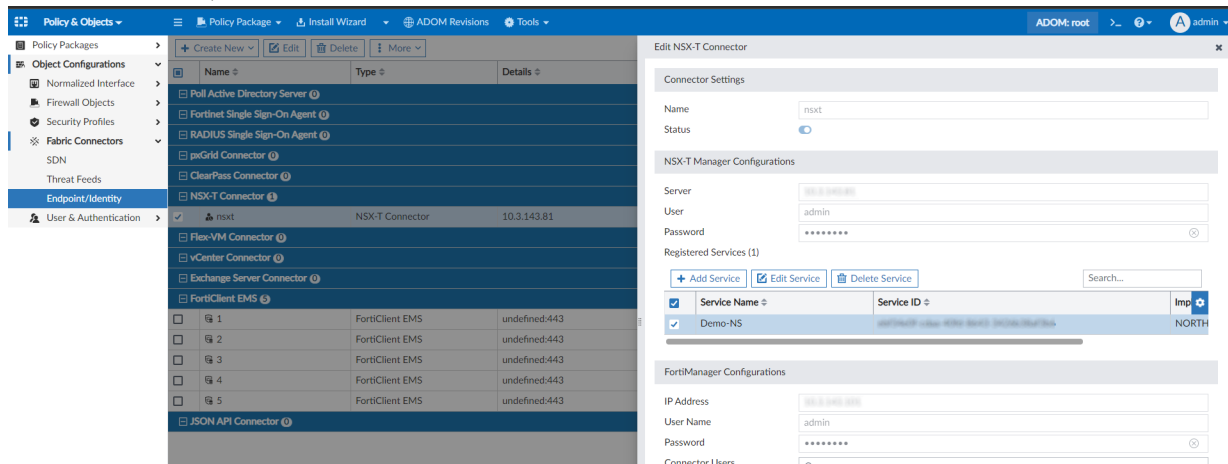 Policy & Objects
Policy Package
Install Wizard
ADOM Revisions
Tools
ADOM: root
A
admin
Policy Packages
Object Configurations
Normalized Interface
Firewall Objects
Security Profiles
Fabric Connectors
SDN
Threat Feeds
Endpoint/Identity
User & Authentication
Create New
Edit
Delete
More
Name
Type
Details
Poll Active Directory Server (0)
Fortinet Single Sign-On Agent (0)
RADIUS Single Sign-On Agent (0)
pxGrid Connector (0)
ClearPass Connector (0)
NSX-T Connector (1)
nsxt NSX-T Connector 10.3.143.81
Flex-VM Connector (0)
vCenter Connector (0)
Exchange Server Connector (0)
FortiClient EMS (5)
1 FortiClient EMS undefined:443
2 FortiClient EMS undefined:443
3 FortiClient EMS undefined:443
4 FortiClient EMS undefined:443
5 FortiClient EMS undefined:443
JSON API Connector (0)
Edit NSX-T Connector
Connector Settings
Name nsxt
Status
NSX-T Manager Configurations
Server
User admin
Password ••••••••
Registered Services (1)
Add Service
Edit Service
Delete Service
Search...
Service Name Service ID Imp
Demo-NS NORTH
FortiManager Configurations
IP Address
User Name admin
Password ••••••••
Connector Users